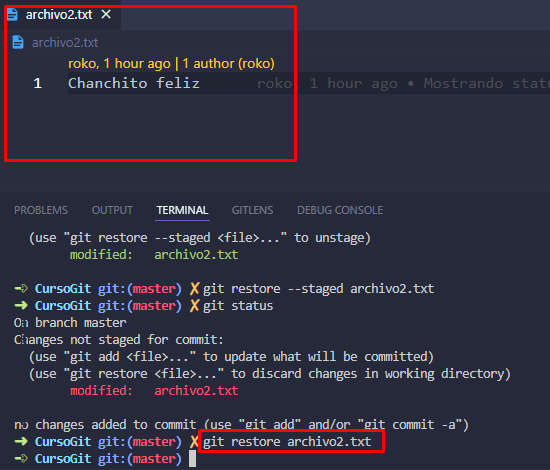 archivo2.txt ✕
archivo2.txt
roko, 1 hour ago | 1 author (roko)
1 Chanchito feliz roko, 1 hour ago • Mostrando statu
PROBLEMS OUTPUT TERMINAL GITLENS DEBUG CONSOLE
(use "git restore --staged <file>..." to unstage)
modified: archivo2.txt
➜ CursoGit git:(master) ✗ git restore --staged archivo2.txt
➜ CursoGit git:(master) ✗ git status
On branch master
Changes not staged for commit:
(use "git add <file>..." to update what will be committed)
(use "git restore <file>..." to discard changes in working directory)
modified: archivo2.txt
no changes added to commit (use "git add" and/or "git commit -a")
➜ CursoGit git:(master) ✗ git restore archivo2.txt
➜ CursoGit git:(master)